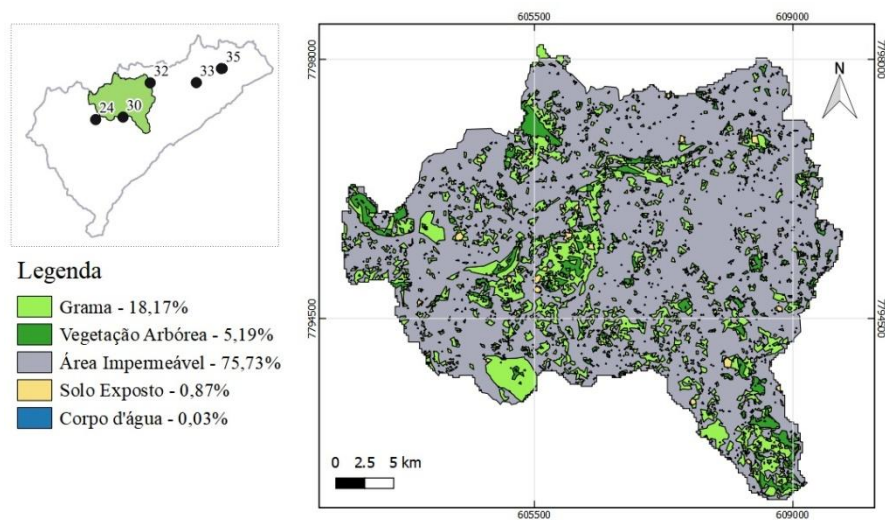 35
32
33
24
30
Legenda
Grama - 18,17%
Vegetação Arbórea - 5,19%
Área Impermeável - 75,73%
Solo Exposto - 0,87%
Corpo d'água - 0,03%
605500
609000
7798000
7798000
N
7794500
7794500
0 2.5 5 km
605500
609000